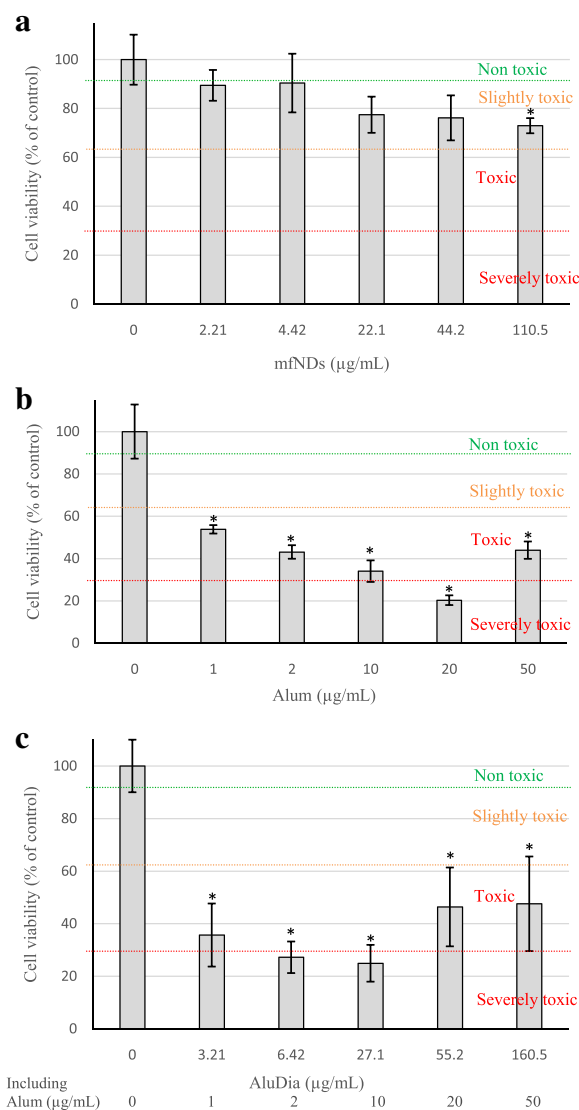 a
Cell viability (% of control)
100
80
60
40
20
0
Non toxic
Slightly toxic
*
Toxic
Severely toxic
0 2.21 4.42 22.1 44.2 110.5
mfNDs (µg/mL)
b
Cell viability (% of control)
100
80
60
40
20
0
Non toxic
Slightly toxic
Toxic
Severely toxic
* * * * *
0 1 2 10 20 50
Alum (µg/mL)
c
Cell viability (% of control)
100
80
60
40
20
0
Non toxic
Slightly toxic
Toxic
Severely toxic
* * * * *
0 3.21 6.42 27.1 55.2 160.5
Including AluDia (µg/mL)
Alum (µg/mL) 0 1 2 10 20 50